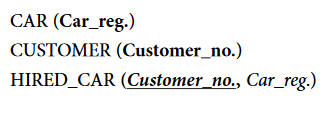 CAR (Car_reg.)
CUSTOMER (Customer_no.)
HIRED_CAR (Customer_no., Car_reg.)